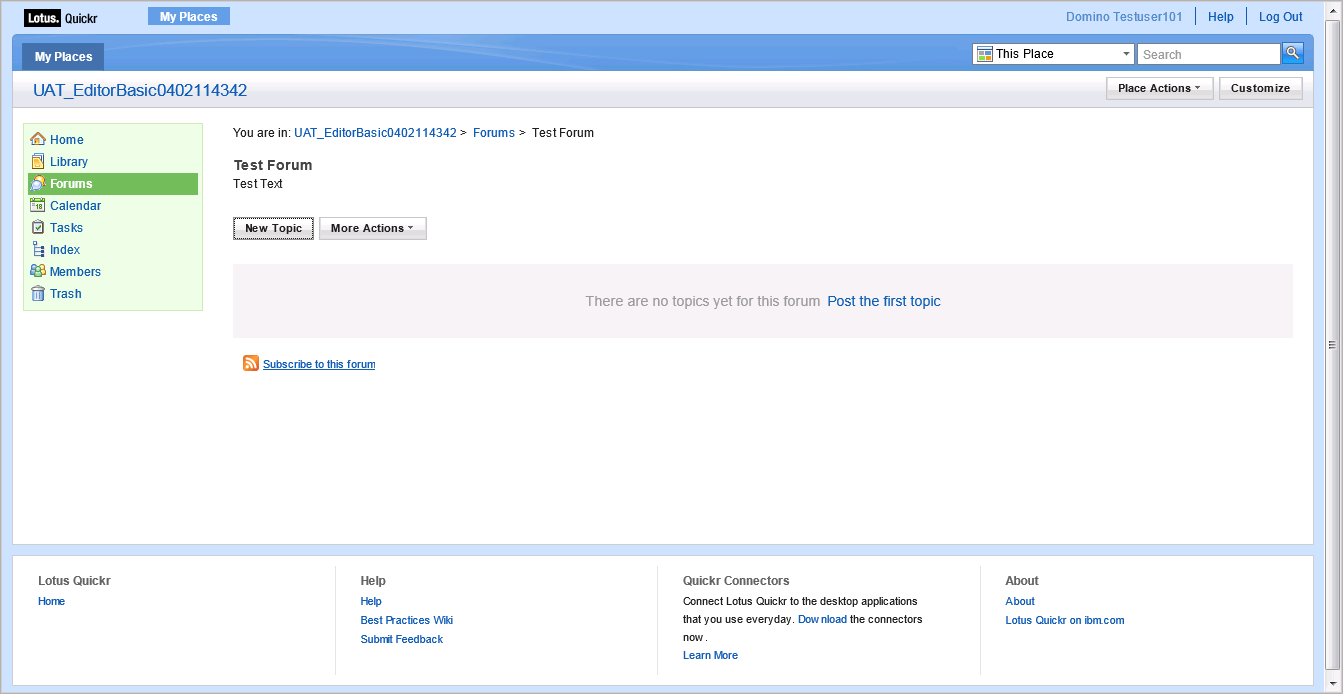 Lotus. Quickr My Places Domino Testuser101 Help Log Out
My Places This Place Search
UAT_EditorBasic0402114342 Place Actions Customize
You are in: UAT_EditorBasic0402114342 > Forums > Test Forum
Home
Library
Forums
Calendar
Tasks
Index
Members
Trash
Test Forum
Test Text
New Topic More Actions
There are no topics yet for this forum Post the first topic
Subscribe to this forum
Lotus Quickr
Home
Help
Help
Best Practices Wiki
Submit Feedback
Quickr Connectors
Connect Lotus Quickr to the desktop applications
that you use everyday. Download the connectors
now.
Learn More
About
About
Lotus Quickr on ibm.com